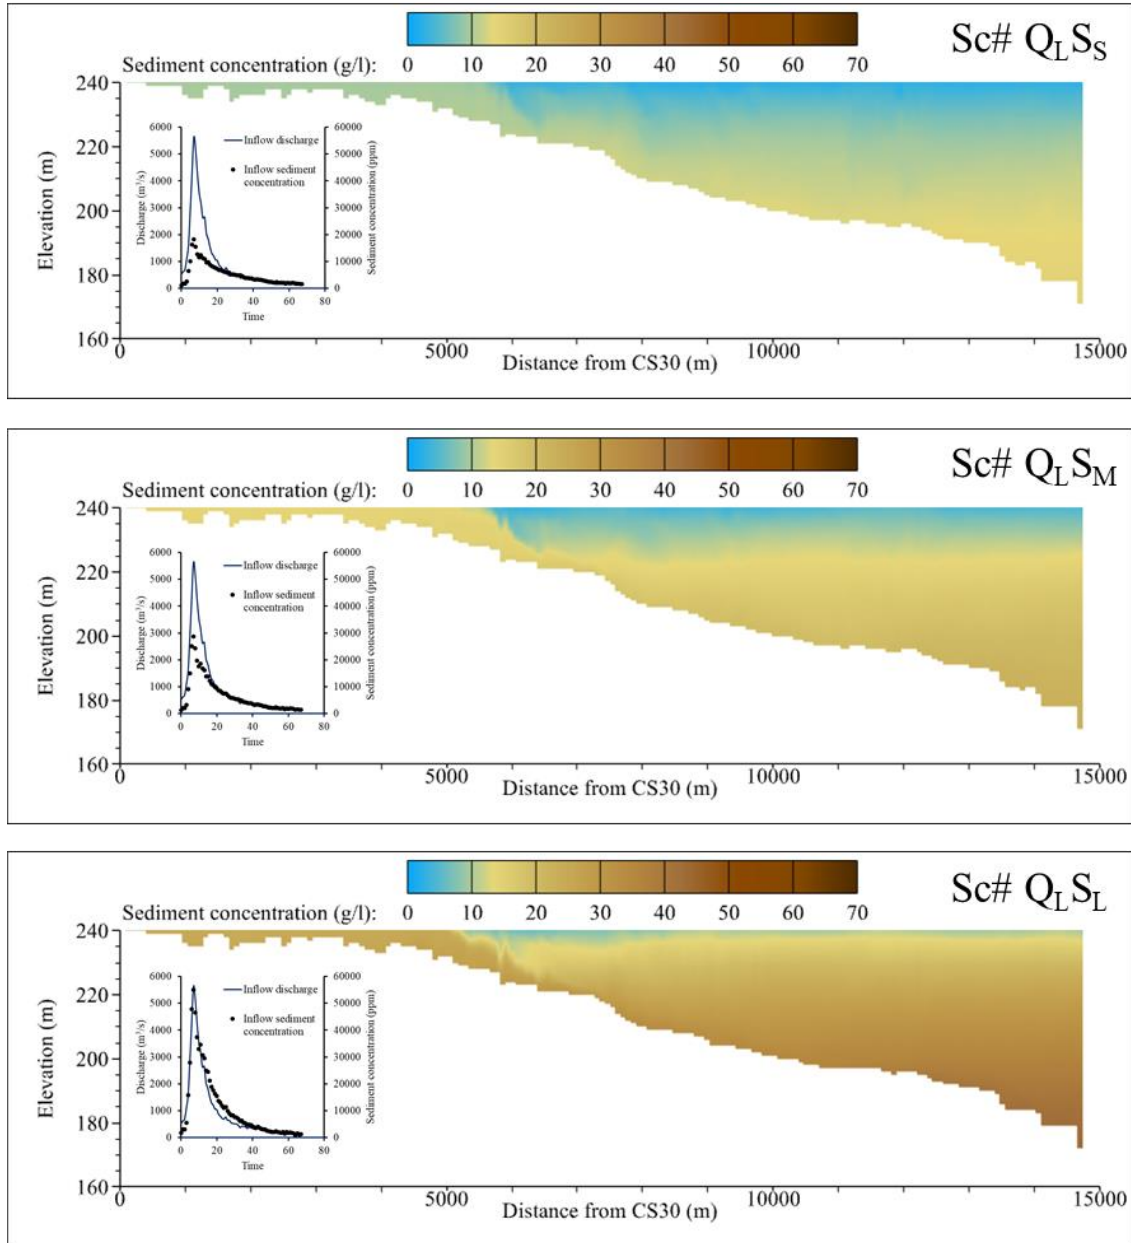 Sc# QLSS
Sediment concentration (g/l):
0 10 20 30 40 50 60 70
Elevation (m)
240
220
200
180
160
0 5000 10000 15000
Distance from CS30 (m)
Discharge (m³/s)
6000
5000
4000
3000
2000
1000
0
Inflow discharge
Inflow sediment
concentration
60000
50000
40000
30000
20000
10000
0
Sediment concentration (ppm)
0 20 40 60 80
Time
Sc# QLSM
Sediment concentration (g/l):
0 10 20 30 40 50 60 70
Elevation (m)
240
220
200
180
160
0 5000 10000 15000
Distance from CS30 (m)
Discharge (m³/s)
6000
5000
4000
3000
2000
1000
0
Inflow discharge
Inflow sediment
concentration
60000
50000
40000
30000
20000
10000
0
Sediment concentration (ppm)
0 20 40 60 80
Time
Sc# QLSL
Sediment concentration (g/l):
0 10 20 30 40 50 60 70
Elevation (m)
240
220
200
180
160
0 5000 10000 15000
Distance from CS30 (m)
Discharge (m³/s)
6000
5000
4000
3000
2000
1000
0
Inflow discharge
Inflow sediment
concentration
60000
50000
40000
30000
20000
10000
0
Sediment concentration (ppm)
0 20 40 60 80
Time